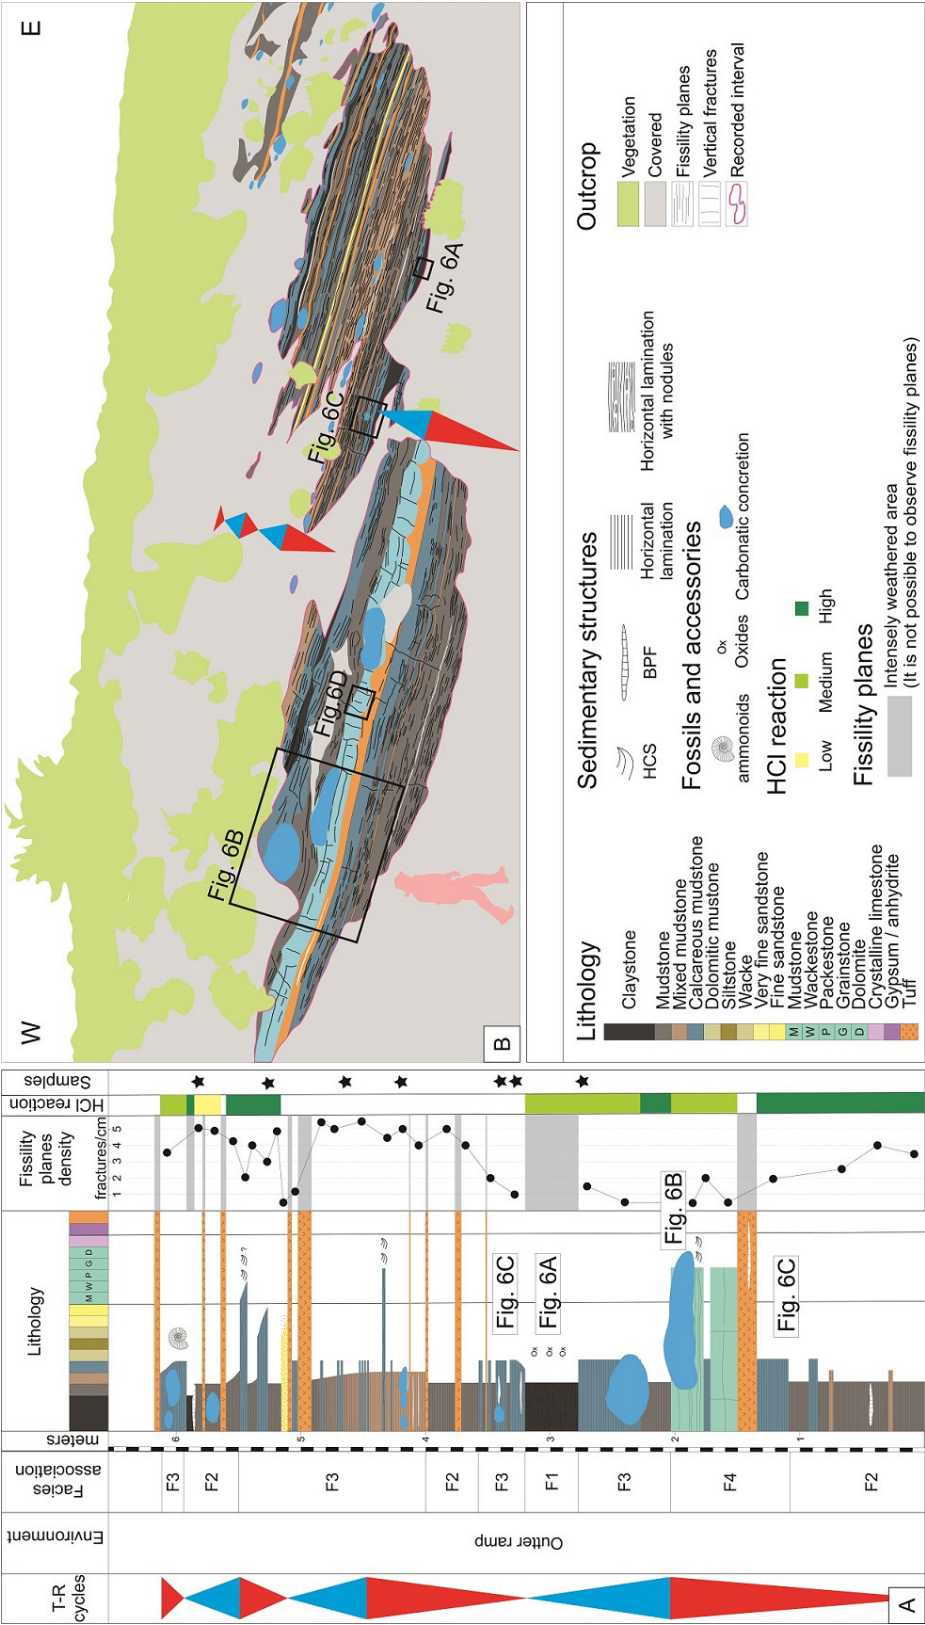 T-R
cycles
Environment
Facies
association
meters
Lithology
Fissility
planes
density
fractures/cm
HCl reaction
Samples
M W P G D
1 2 3 4 5
Outter ramp
F3
F2
F3
F2
F3
F1
F3
F4
F2
6
5
4
3
2
1
?
Ox
Ox
Ox
Fig. 6C
Fig. 6A
Fig. 6B
Fig. 6C
A
W
E
Fig. 6B
Fig.6D
Fig. 6C
Fig. 6A
B
Lithology
Claystone
Mudstone
Mixed mudstone
Calcareous mudstone
Dolomitic mustone
Siltstone
Wacke
Very fine sandstone
Fine sandstone
M Mudstone
W Wackestone
P Packestone
G Grainstone
D Dolomite
Crystalline limestone
Gypsum / anhydrite
Tuff
Sedimentary structures
HCS
BPF
Horizontal
lamination
Horizontal lamination
with nodules
Fossils and accessories
ammonoids
Ox
Oxides
Carbonatic concretion
HCl reaction
Low
Medium
High
Fissility planes
Intensely weathered area
(It is not possible to observe fissility planes)
Outcrop
Vegetation
Covered
Fissility planes
Vertical fractures
Recorded interval